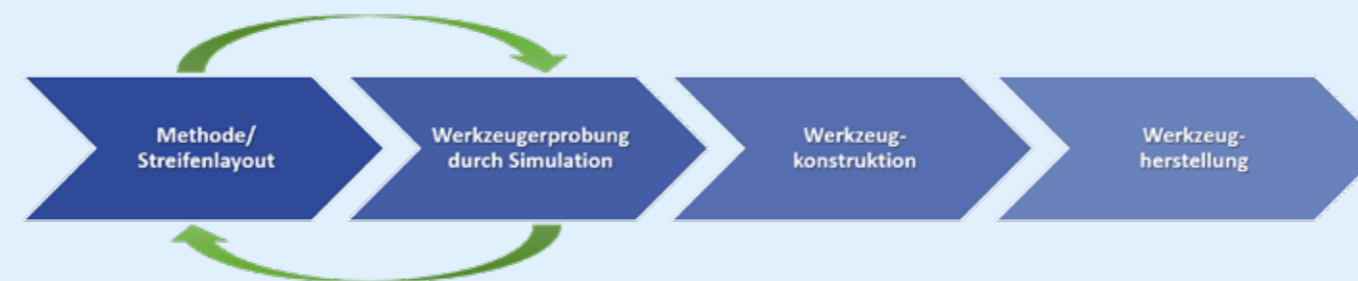 Methode/
Streifenlayout
Werkzeugerprobung
durch Simulation
Werkzeug-
konstruktion
Werkzeug-
herstellung